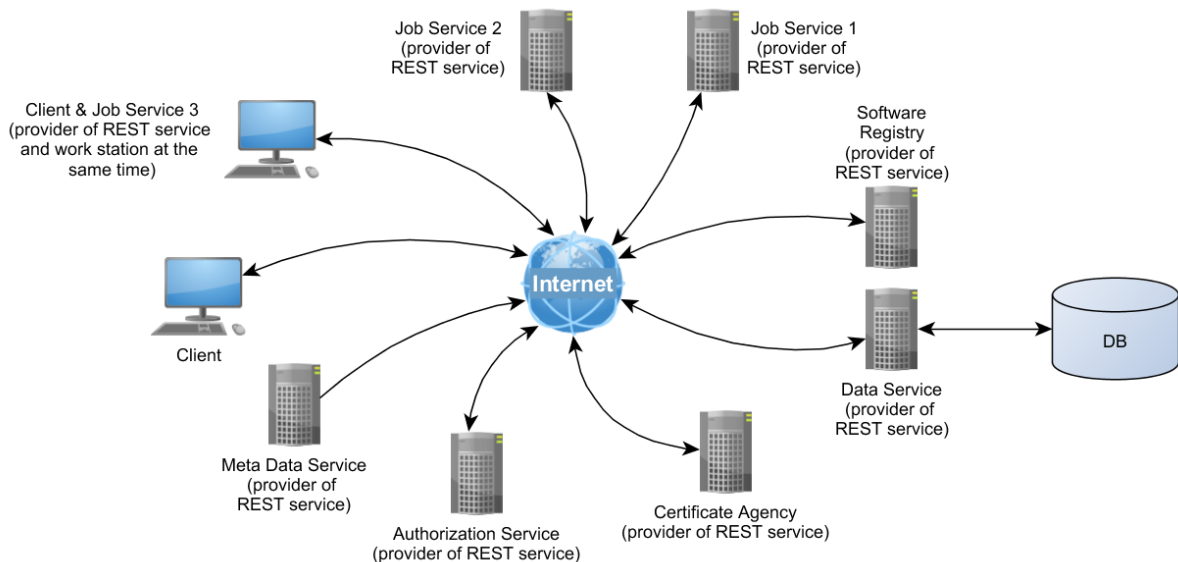 Job Service 2
(provider of
REST service)
Job Service 1
(provider of
REST service)
Client & Job Service 3
(provider of REST service
and work station at the
same time)
Software
Registry
(provider of
REST service)
Internet
Client
DB
Data Service
(provider of
REST service)
Meta Data Service
(provider of
REST service)
Certificate Agency
(provider of REST service)
Authorization Service
(provider of REST service)